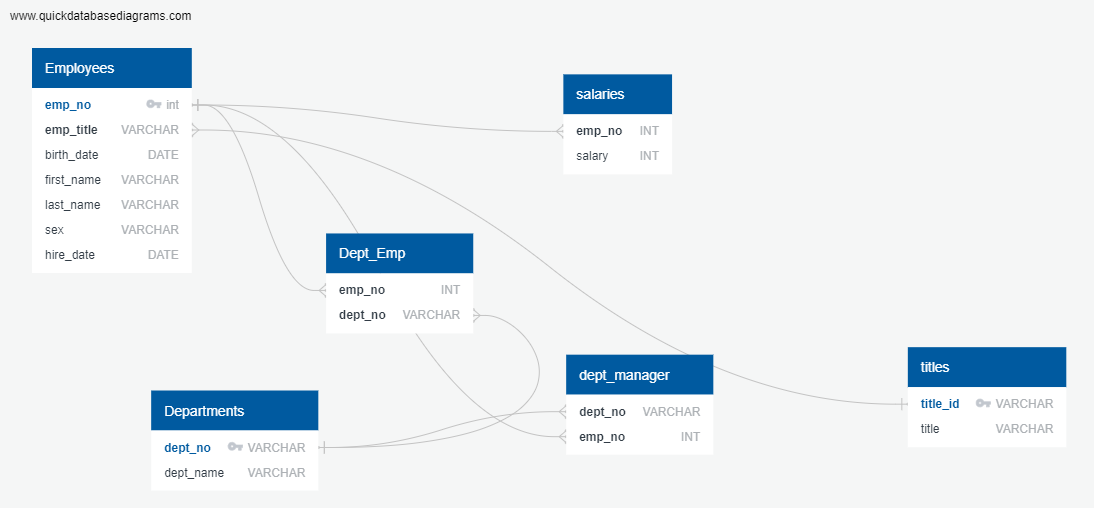 www.quickdatabasediagrams.com
Employees
emp_no int
emp_title VARCHAR
birth_date DATE
first_name VARCHAR
last_name VARCHAR
sex VARCHAR
hire_date DATE
salaries
emp_no INT
salary INT
Dept_Emp
emp_no INT
dept_no VARCHAR
Departments
dept_no VARCHAR
dept_name VARCHAR
dept_manager
dept_no VARCHAR
emp_no INT
titles
title_id VARCHAR
title VARCHAR